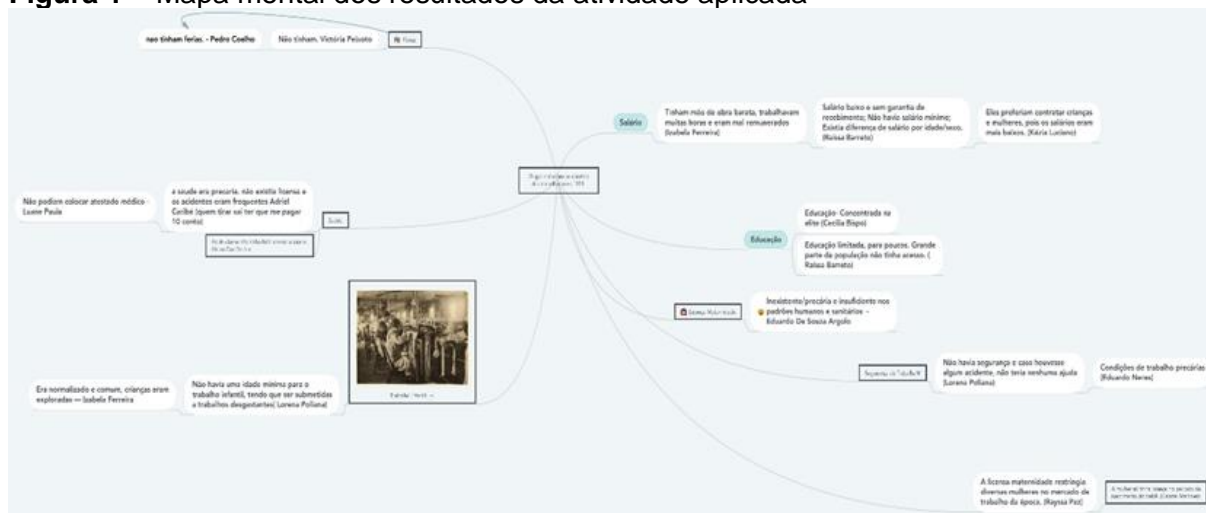 Figura 1 – Mapa mental dos resultados da atividade aplicada
nao tinham ferias. - Pedro Coelho
Não tinham. Victória Peixoto
Salário
Tinham mão de obra barata, trabalhavam
muitas horas e eram mal remuerados
(Isabela Ferreira)
Salário baixo e sem garantia de
recebimento; Não havia salário mínimo;
Existia diferença de salário por idade/sexo.
(Raissa Barreto)
Eles preferiam contratar crianças
e mulheres, pois os salários eram
mais baixos. (Kézia Luciano)
Não podiam colocar atestado médico -
Luane Paula
a saude era precaria, não existia licensa e
os acidentes eram frequentes Adriel
Caribé (quem tirar vai ter que me pagar
10 conto)
Educação
Educação- Concentrada na
elite (Cecília Bispo)
Educação limitada, para poucos. Grande
parte da população não tinha acesso. (
Raissa Barreto)
Inexistente/precária e insuficiente nos
padrões humanos e sanitários -
Eduardo De Souza Argolo
Não havia segurança e caso houvesse
algum acidente, não teria nenhuma ajuda
(Lorena Poliana)
Condições de trabalho precárias
(Eduardo Neres)
Era normalizado e comum, crianças eram
exploradas — Isabela Ferreira
Não havia uma idade mínima para o
trabalho infantil, tendo que ser submetidas
a trabalhos desgastantes( Lorena Poliana)
A licensa maternidade restringia
diversas mulheres no mercado de
trabalho da época. (Rayssa Paz)